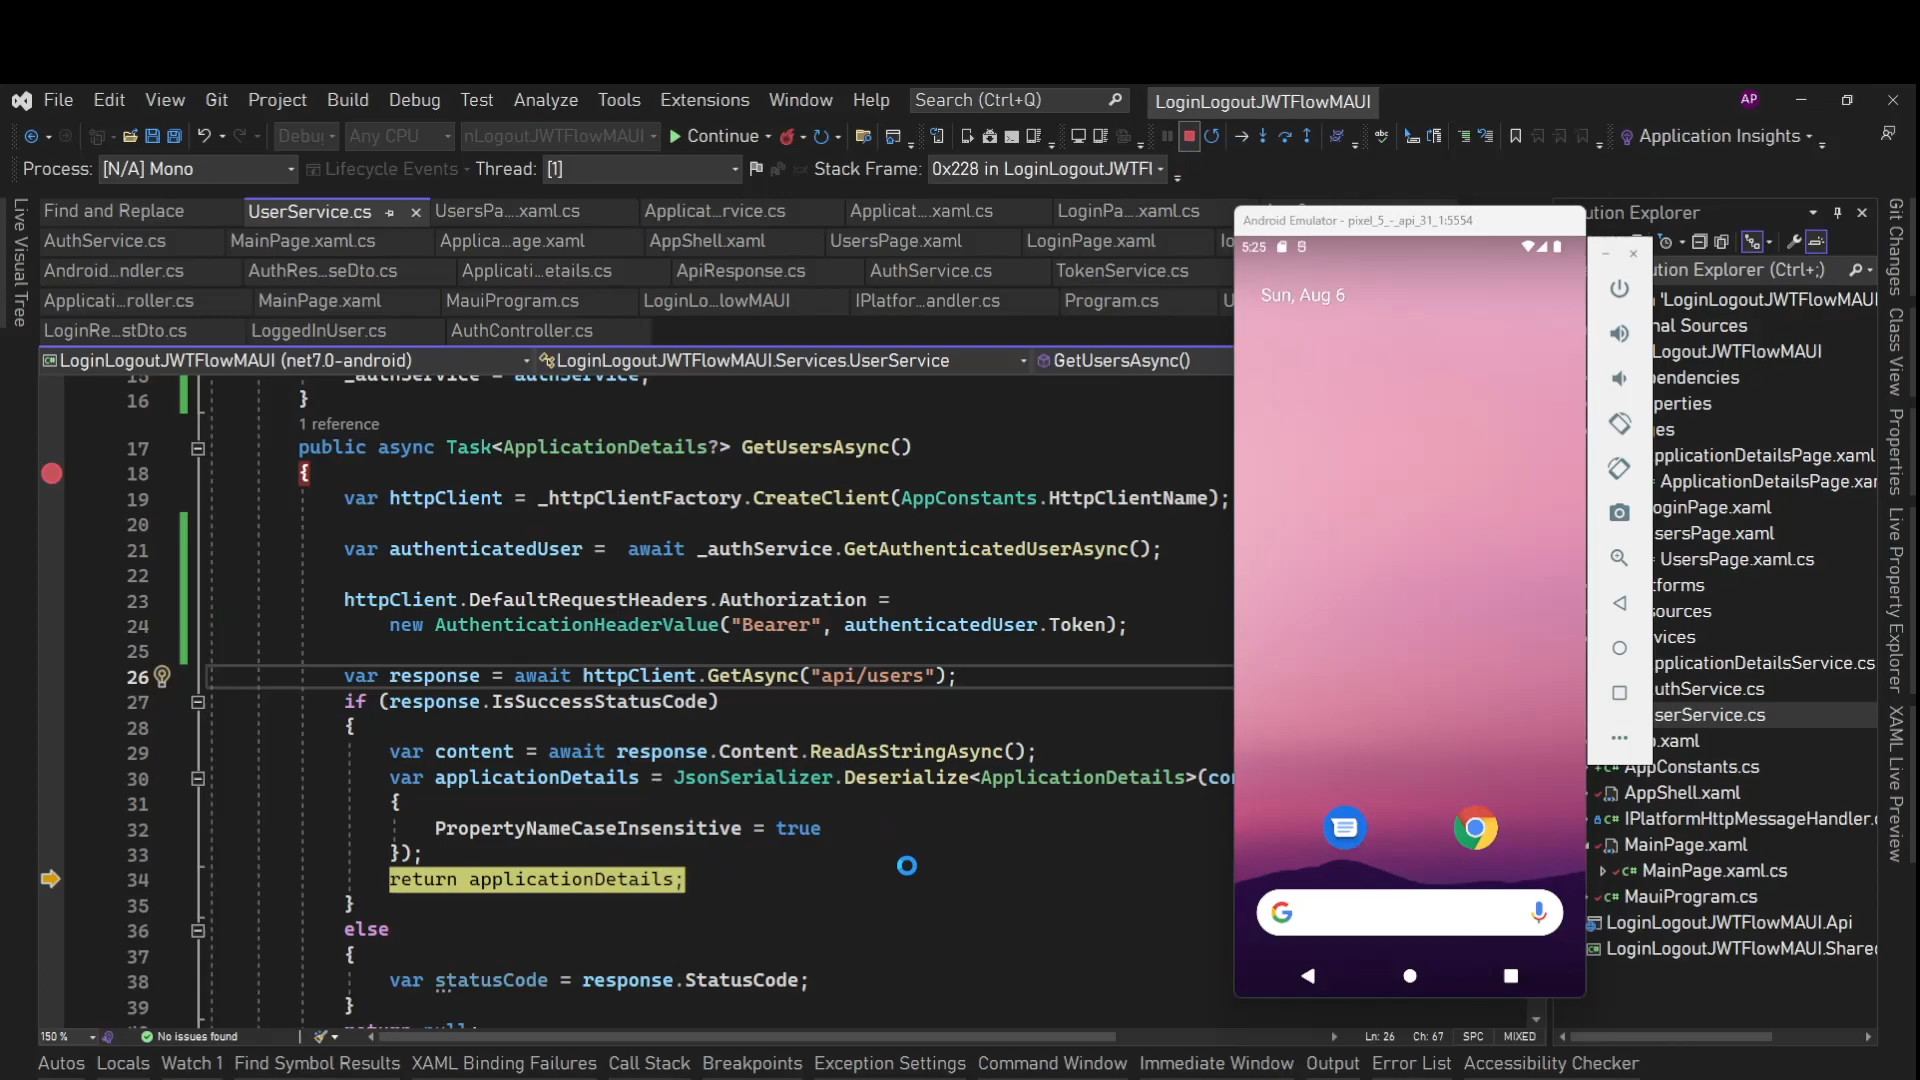 File Edit View Git Project Build Debug Test Analyze Tools Extensions Window Help Search (Ctrl+Q) LoginLogoutJWTFlowMAUI AP
Debug Any CPU nLogoutJWTFlowMAUI Continue Application Insights
Process: [N/A] Mono Lifecycle Events Thread: [1] Stack Frame: 0x228 in LoginLogoutJWTFl
Live Visual Tree
Find and Replace UserService.cs UsersPa....xaml.cs Applicat...rvice.cs Applicat....xaml.cs LoginPa....xaml.cs
AuthService.cs MainPage.xaml.cs Applica...age.xaml AppShell.xaml UsersPage.xaml LoginPage.xaml
Android...ndler.cs AuthRes...seDto.cs Applicati...etails.cs ApiResponse.cs AuthService.cs TokenService.cs
Applicati...roller.cs MainPage.xaml MauiProgram.cs LoginLo...lowMAUI IPlatfor...andler.cs Program.cs
LoginRe...stDto.cs LoggedInUser.cs AuthController.cs
LoginLogoutJWTFlowMAUI (net7.0-android) LoginLogoutJWTFlowMAUI.Services.UserService GetUsersAsync()
15 _authService = authService;
16 }
1 reference
17 public async Task<ApplicationDetails?> GetUsersAsync()
18 {
19 var httpClient = _httpClientFactory.CreateClient(AppConstants.HttpClientName);
20
21 var authenticatedUser = await _authService.GetAuthenticatedUserAsync();
22
23 httpClient.DefaultRequestHeaders.Authorization =
24 new AuthenticationHeaderValue("Bearer", authenticatedUser.Token);
25
26 var response = await httpClient.GetAsync("api/users");
27 if (response.IsSuccessStatusCode)
28 {
29 var content = await response.Content.ReadAsStringAsync();
30 var applicationDetails = JsonSerializer.Deserialize<ApplicationDetails>(co
31 {
32 PropertyNameCaseInsensitive = true
33 });
34 return applicationDetails;
35 }
36 else
37 {
38 var statusCode = response.StatusCode;
39 }
150 % No issues found Ln: 26 Ch: 67 SPC MIXED
Android Emulator - pixel_5_-_api_31_1:5554
5:25
Sun, Aug 6
ution Explorer
ution Explorer (Ctrl+;)
'LoginLogoutJWTFlowMAUI
nal Sources
LogoutJWTFlowMAUI
pendencies
perties
es
pplicationDetailsPage.xaml
ApplicationDetailsPage.xar
oginPage.xaml
sersPage.xaml
UsersPage.xaml.cs
tforms
ources
vices
pplicationDetailsService.cs
uthService.cs
serService.cs
p.xaml
AppConstants.cs
AppShell.xaml
IPlatformHttpMessageHandler.c
MainPage.xaml
MainPage.xaml.cs
MauiProgram.cs
LoginLogoutJWTFlowMAUI.Api
LoginLogoutJWTFlowMAUI.Share
Git Changes
Class View
Properties
Live Property Explorer
XAML Live Preview
Autos Locals Watch 1 Find Symbol Results XAML Binding Failures Call Stack Breakpoints Exception Settings Command Window Immediate Window Output Error List Accessibility Checker